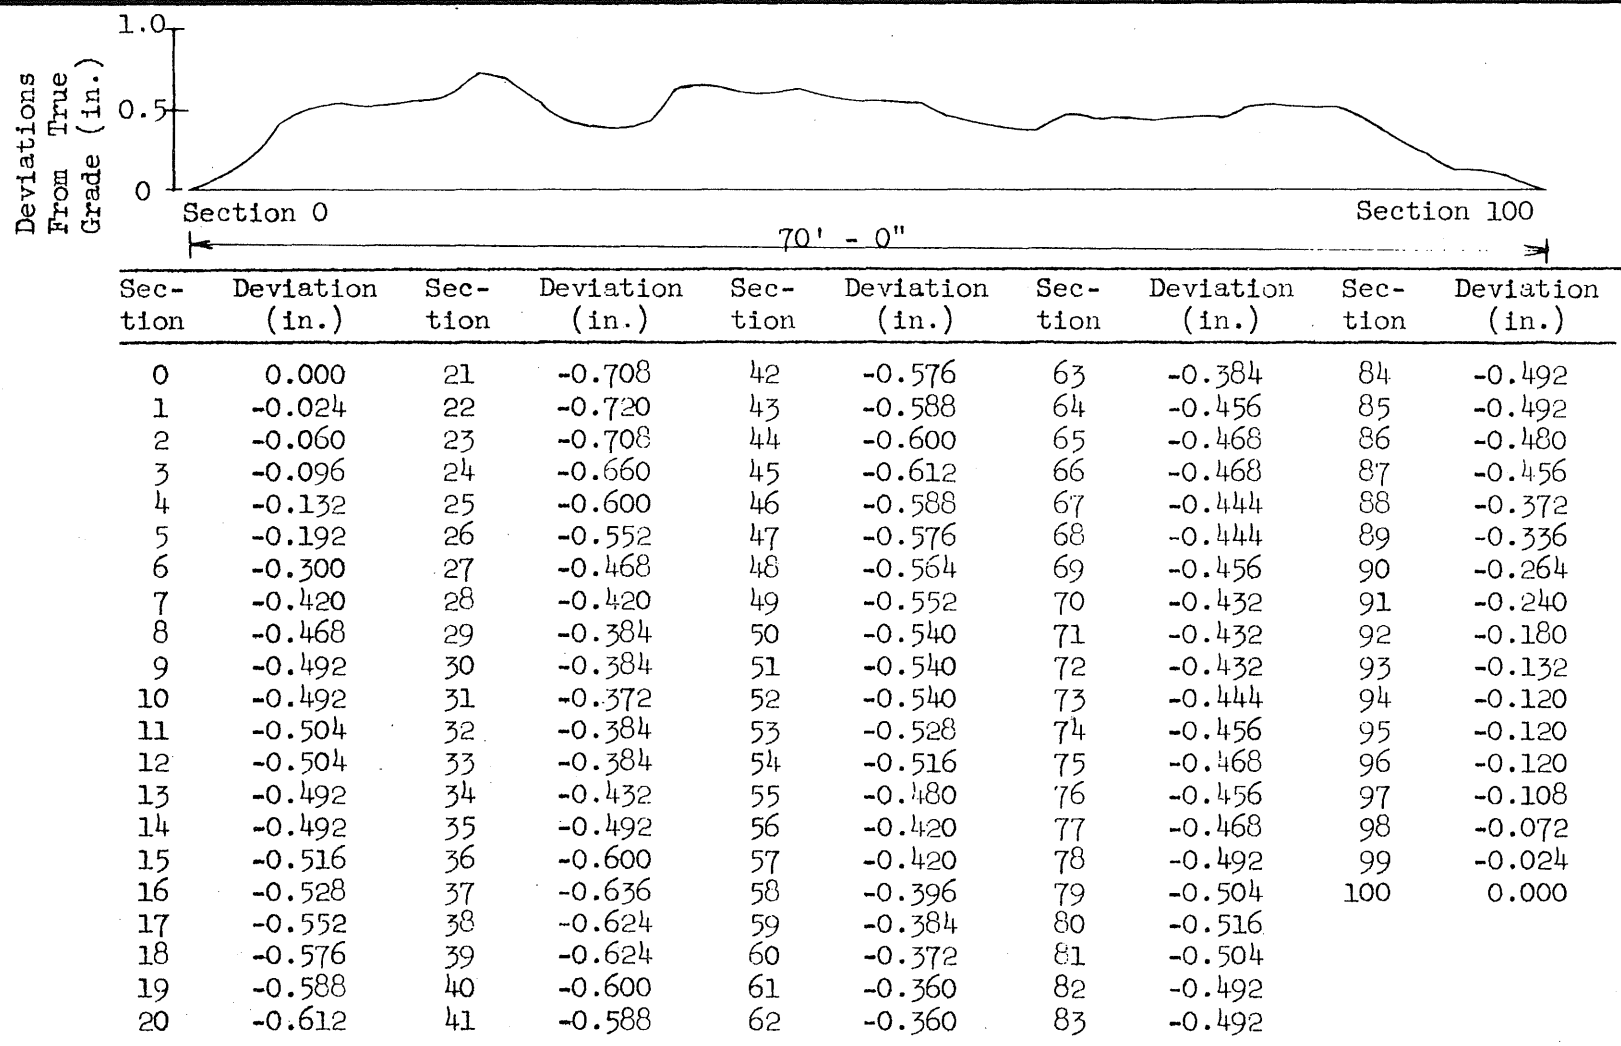 1.0
0.5
0
Deviations
From True
Grade (in.)
Section 0 Section 100
70' - 0"
Sec- Deviation Sec- Deviation Sec- Deviation Sec- Deviation Sec- Deviation
tion (in.) tion (in.) tion (in.) tion (in.) tion (in.)
0 0.000 21 -0.708 42 -0.576 63 -0.384 84 -0.492
1 -0.024 22 -0.720 43 -0.588 64 -0.456 85 -0.492
2 -0.060 23 -0.708 44 -0.600 65 -0.468 86 -0.480
3 -0.096 24 -0.660 45 -0.612 66 -0.468 87 -0.456
4 -0.132 25 -0.600 46 -0.588 67 -0.444 88 -0.372
5 -0.192 26 -0.552 47 -0.576 68 -0.444 89 -0.336
6 -0.300 27 -0.468 48 -0.564 69 -0.456 90 -0.264
7 -0.420 28 -0.420 49 -0.552 70 -0.432 91 -0.240
8 -0.468 29 -0.384 50 -0.540 71 -0.432 92 -0.180
9 -0.492 30 -0.384 51 -0.540 72 -0.432 93 -0.132
10 -0.492 31 -0.372 52 -0.540 73 -0.444 94 -0.120
11 -0.504 32 -0.384 53 -0.528 74 -0.456 95 -0.120
12 -0.504 33 -0.384 54 -0.516 75 -0.468 96 -0.120
13 -0.492 34 -0.432 55 -0.480 76 -0.456 97 -0.108
14 -0.492 35 -0.492 56 -0.420 77 -0.468 98 -0.072
15 -0.516 36 -0.600 57 -0.420 78 -0.492 99 -0.024
16 -0.528 37 -0.636 58 -0.396 79 -0.504 100 0.000
17 -0.552 38 -0.624 59 -0.384 80 -0.516
18 -0.576 39 -0.624 60 -0.372 81 -0.504
19 -0.588 40 -0.600 61 -0.360 82 -0.492
20 -0.612 41 -0.588 62 -0.360 83 -0.492